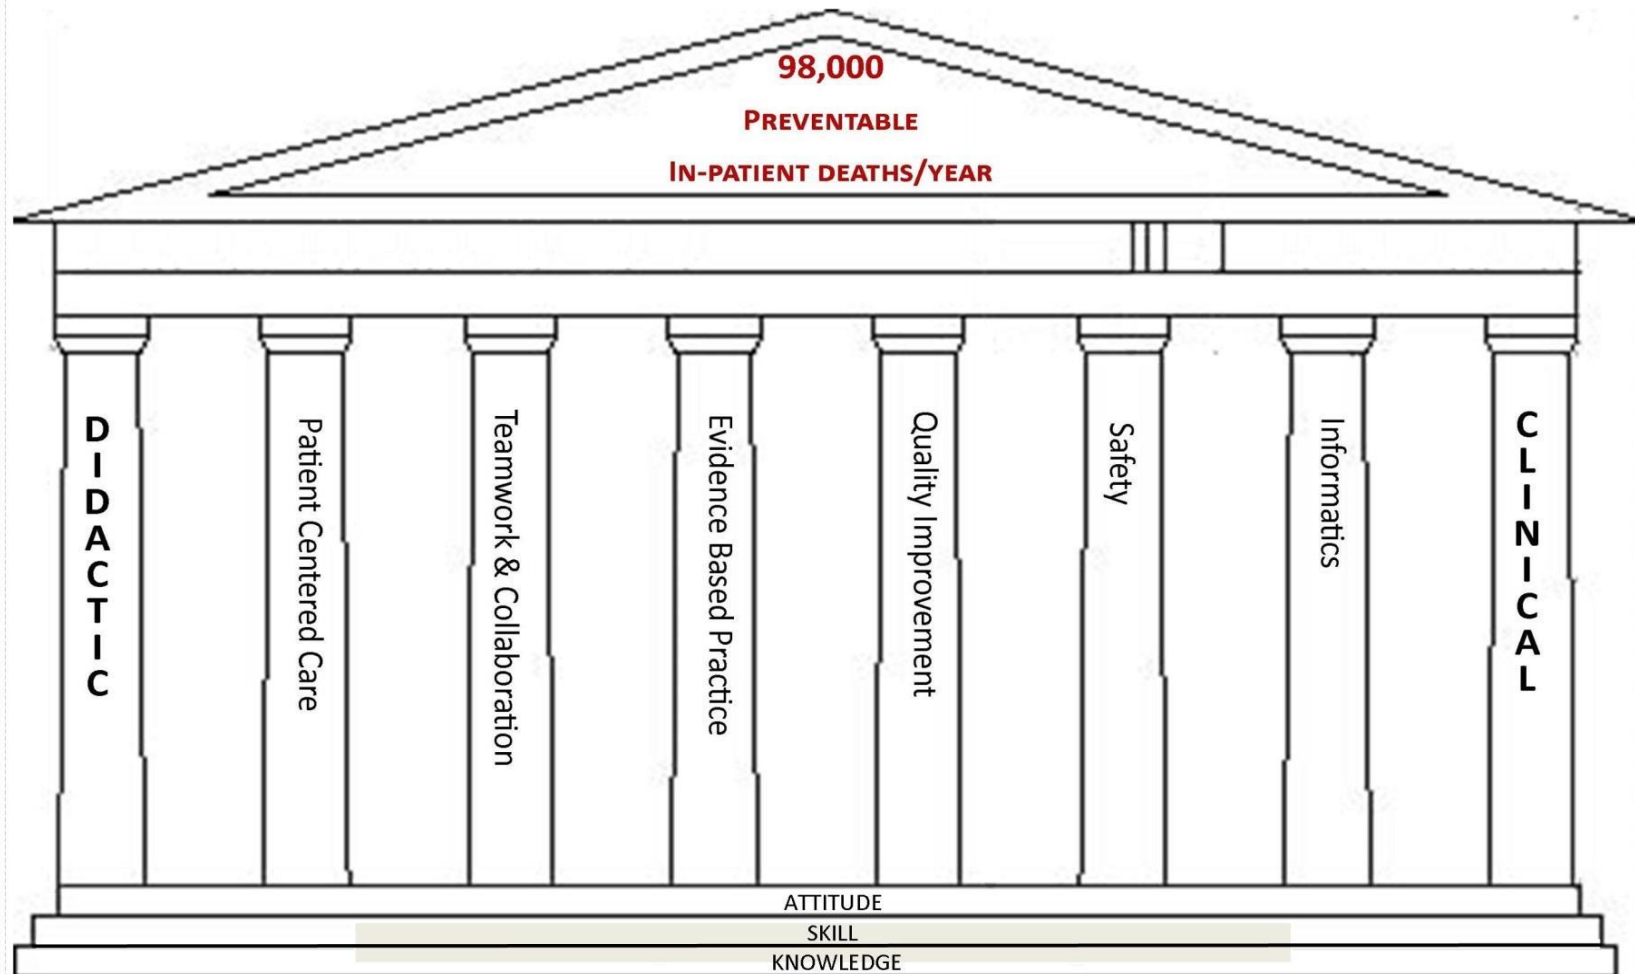 98,000
PREVENTABLE
IN-PATIENT DEATHS/YEAR
DIDACTIC
Patient Centered Care
Teamwork & Collaboration
Evidence Based Practice
Quality Improvement
Safety
Informatics
CLINICAL
ATTITUDE
SKILL
KNOWLEDGE